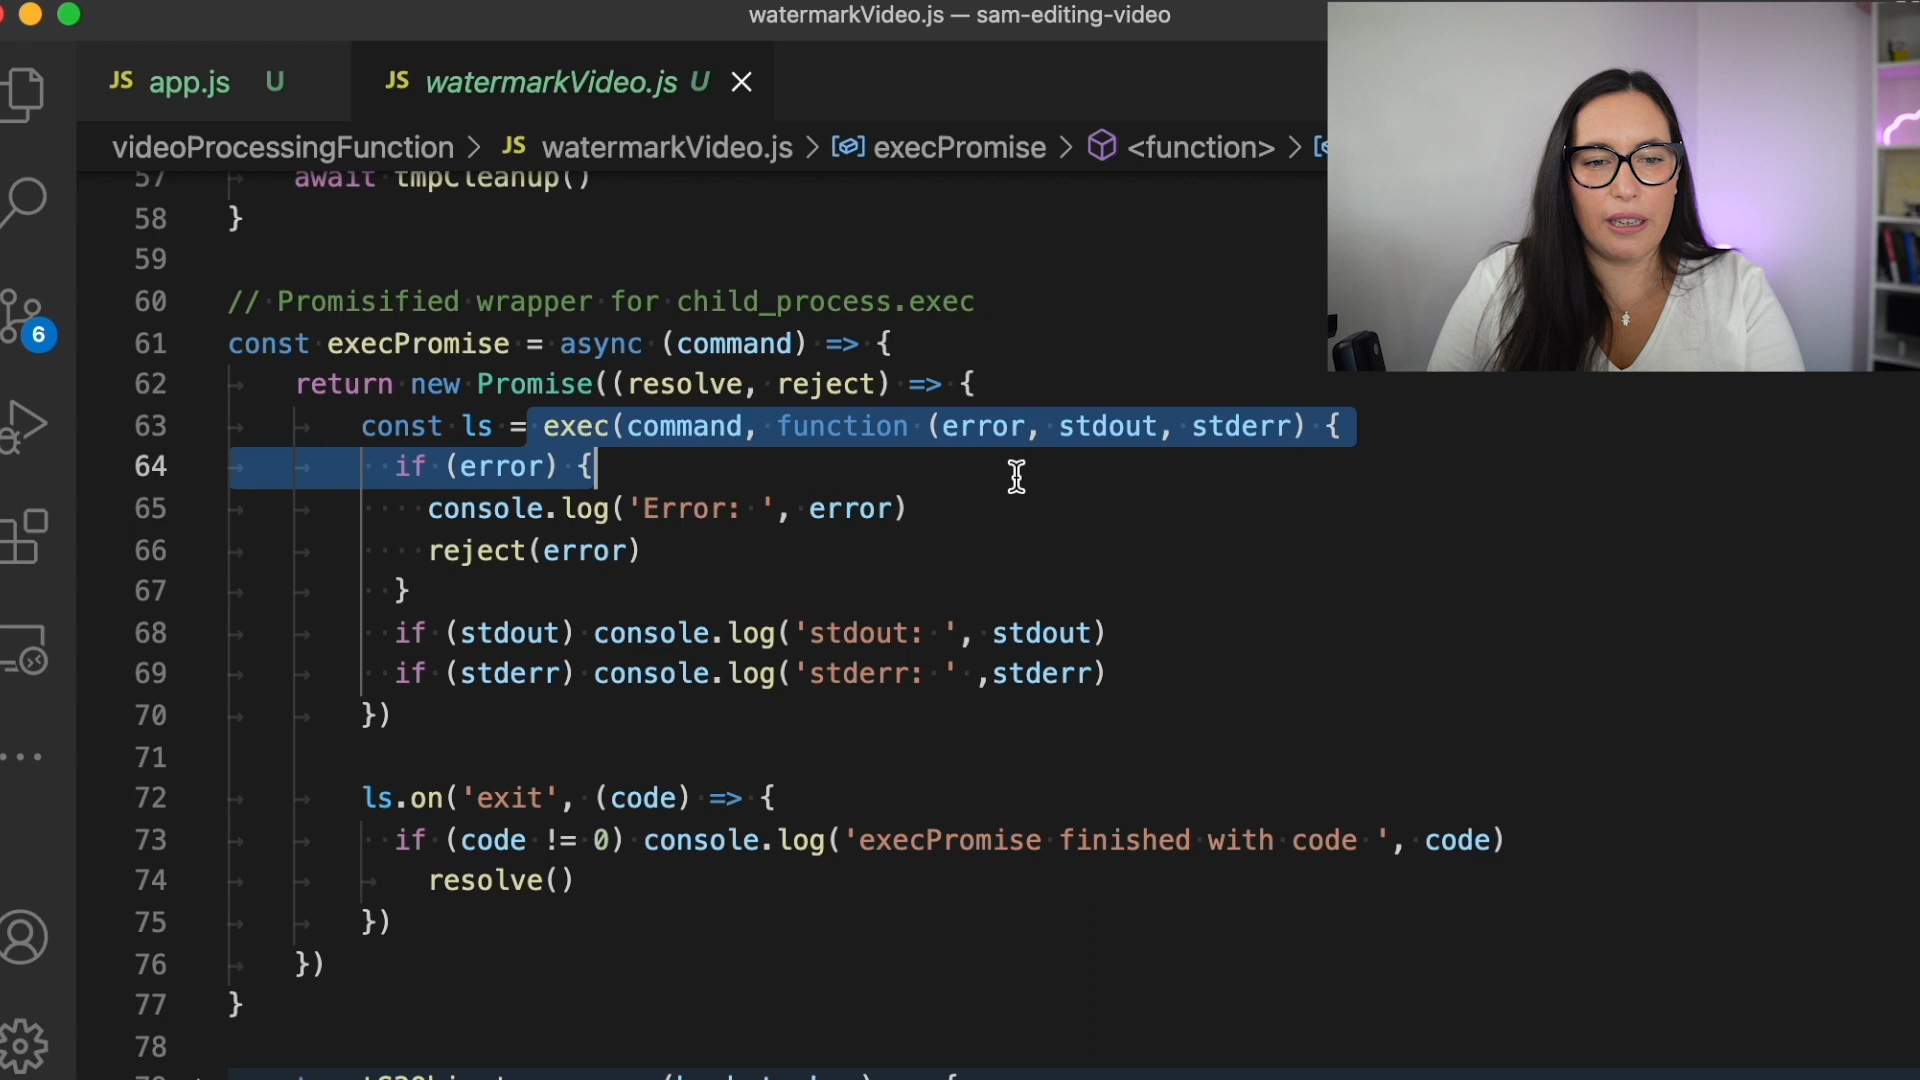 watermarkVideo.js — sam-editing-video
JS app.js U
JS watermarkVideo.js U
videoProcessingFunction > JS watermarkVideo.js > execPromise > <function> >
57 await tmpCleanup()
58 }
59
60 // Promisified wrapper for child_process.exec
61 const execPromise = async (command) => {
62 return new Promise((resolve, reject) => {
63 const ls = exec(command, function (error, stdout, stderr) {
64 if (error) {
65 console.log('Error: ', error)
66 reject(error)
67 }
68 if (stdout) console.log('stdout: ', stdout)
69 if (stderr) console.log('stderr: ' ,stderr)
70 })
71
72 ls.on('exit', (code) => {
73 if (code != 0) console.log('execPromise finished with code ', code)
74 resolve()
75 })
76 })
77 }
78
6